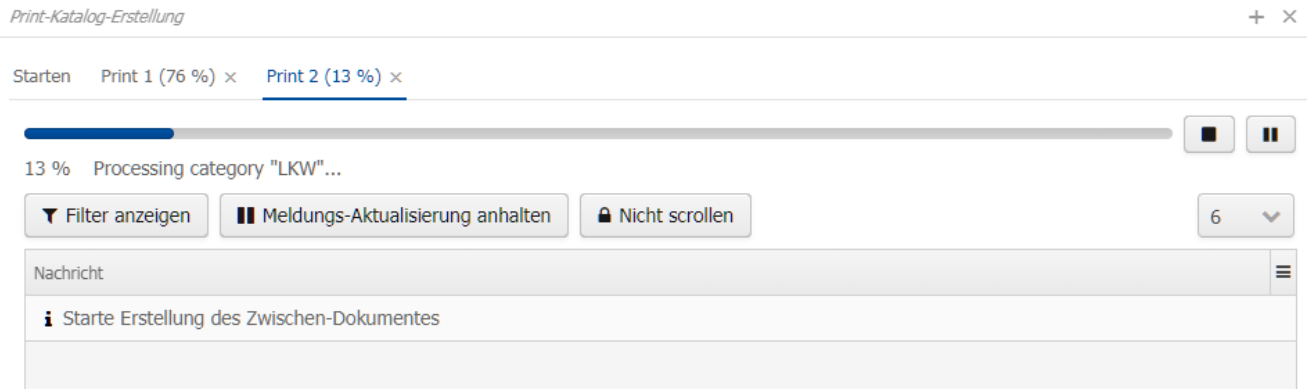 Print-Katalog-Erstellung
Starten Print 1 (76 %) Print 2 (13 %)
13 % Processing category "LKW"...
Filter anzeigen Meldungs-Aktualisierung anhalten Nicht scrollen 6
Nachricht
Starte Erstellung des Zwischen-Dokumentes